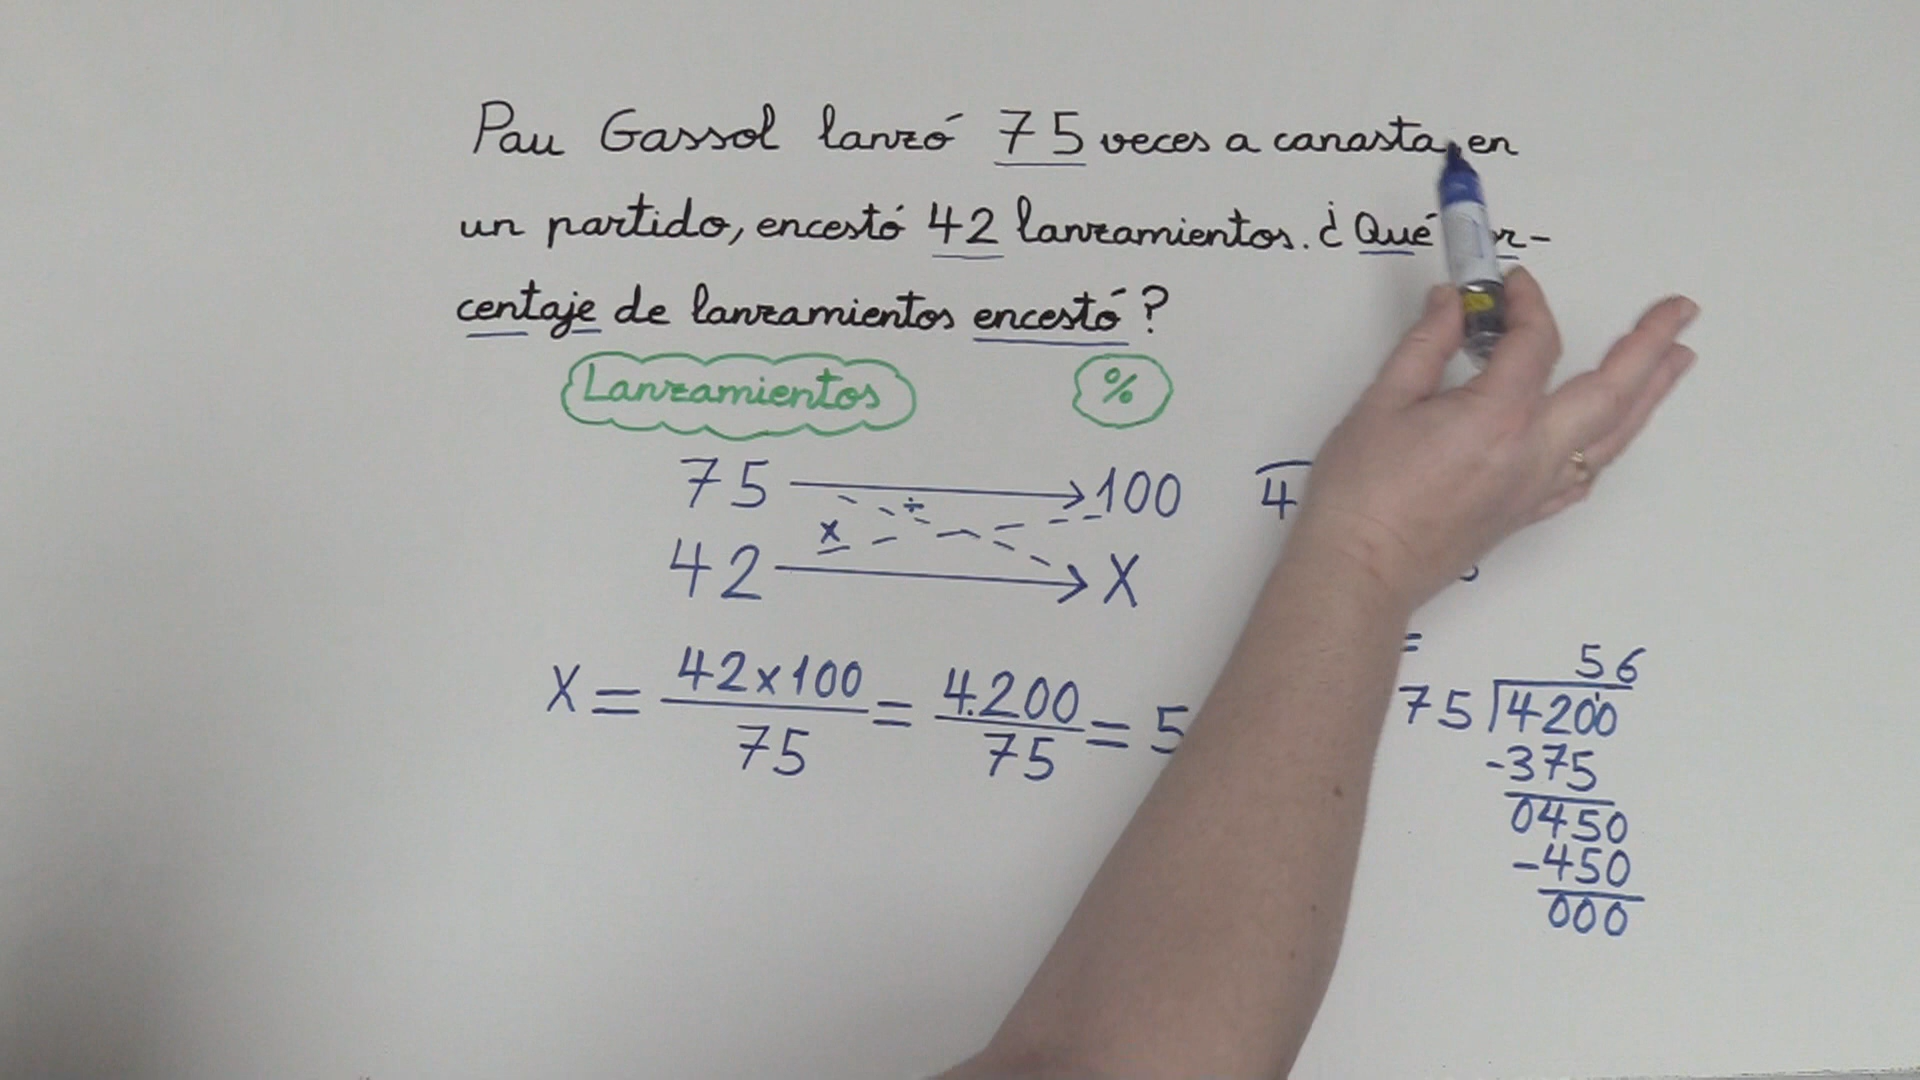 Pau Gassol lanzó 75 veces a canasta en
un partido, encestó 42 lanzamientos. ¿Qué
centaje de lanzamientos encestó?
Lanzamientos %
75 100 4
÷
x
42 X
X = 42x100 / 75 = 4.200 / 75 = 5
=
56
75 4200
-375
0450
-450
000